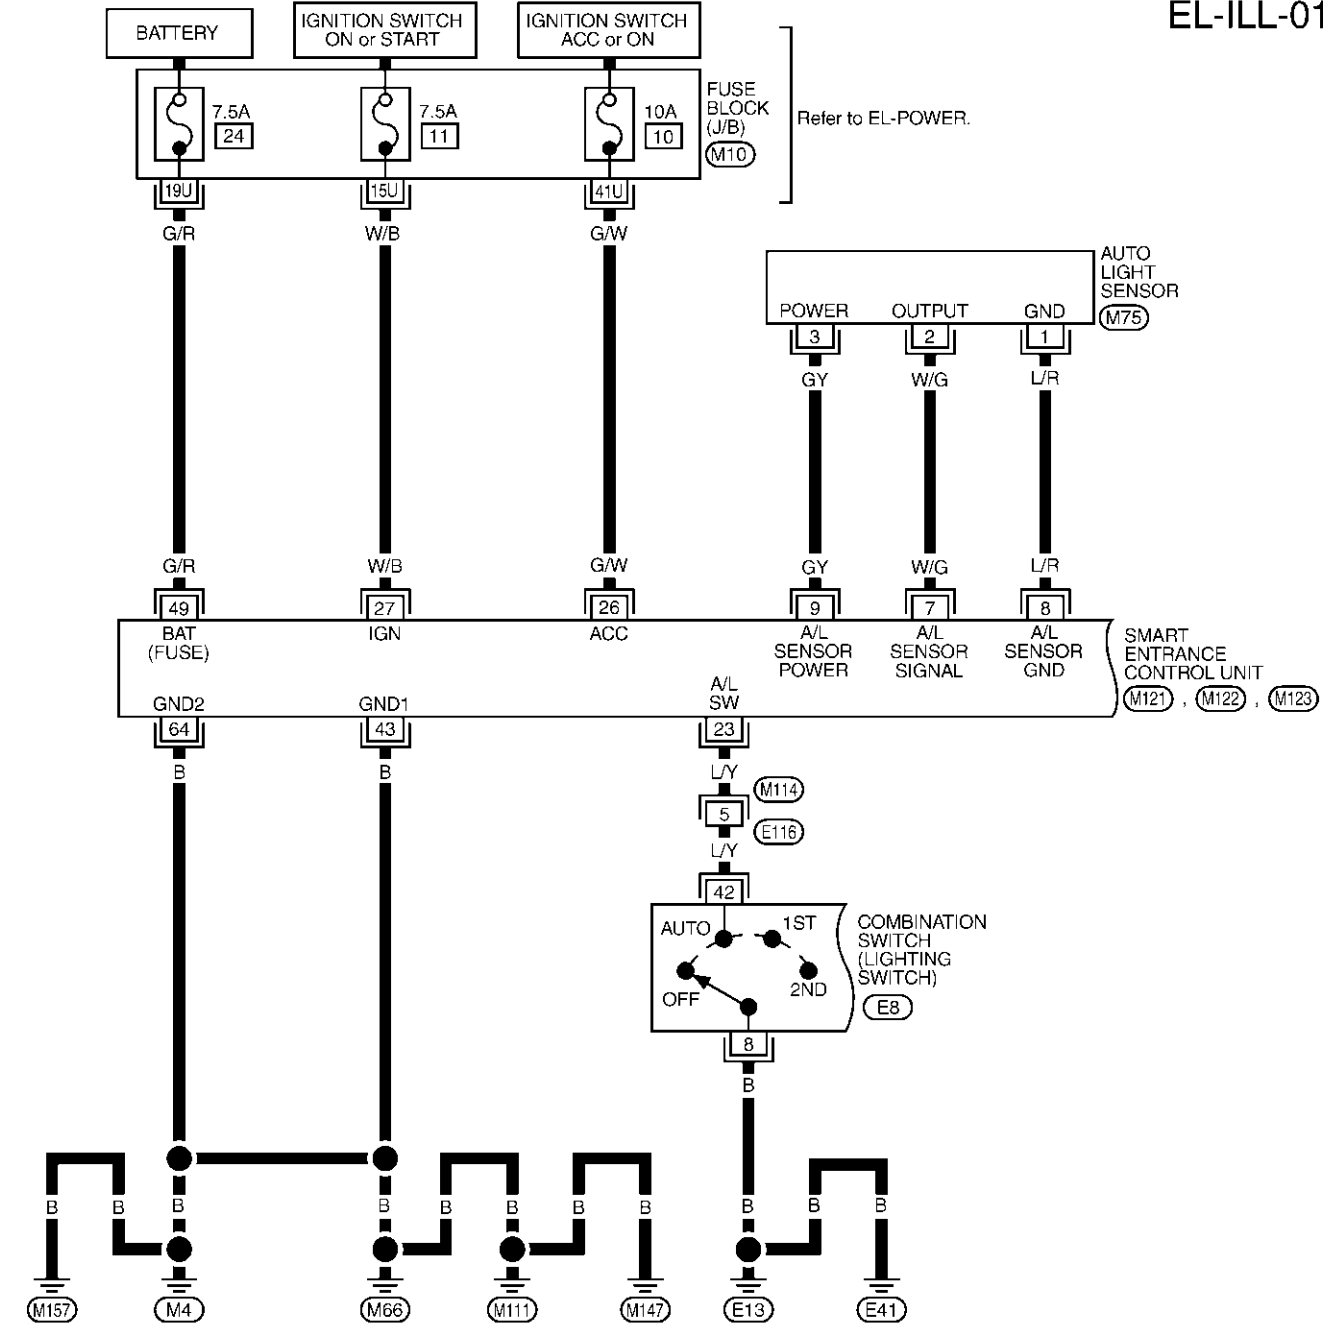 EL-ILL-01
BATTERY
IGNITION SWITCH
ON or START
IGNITION SWITCH
ACC or ON
7.5A
24
7.5A
11
10A
10
FUSE
BLOCK
(J/B)
M10
Refer to EL-POWER.
19U
15U
41U
G/R
W/B
G/W
AUTO
LIGHT
SENSOR
M75
POWER
OUTPUT
GND
3
2
1
GY
W/G
L/R
G/R
W/B
G/W
GY
W/G
L/R
49
27
26
9
7
8
BAT
(FUSE)
IGN
ACC
A/L
SENSOR
POWER
A/L
SENSOR
SIGNAL
A/L
SENSOR
GND
SMART
ENTRANCE
CONTROL UNIT
M121 , M122 , M123
GND2
GND1
A/L
SW
64
43
23
B
B
L/Y
M114
5
E116
L/Y
42
AUTO
1ST
OFF
2ND
COMBINATION
SWITCH
(LIGHTING
SWITCH)
E8
8
B
B
B
B
B
B
B
B
B
B
B
B
M157
M4
M66
M111
M147
E13
E41